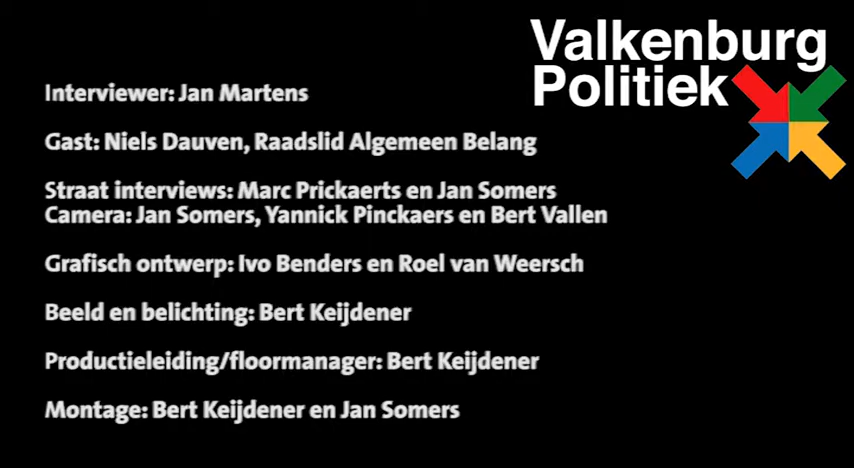 Valkenburg
Politiek
Interviewer: Jan Martens
Gast: Niels Dauven, Raadslid Algemeen Belang
Straat interviews: Marc Prickaerts en Jan Somers
Camera: Jan Somers, Yannick Pinckaers en Bert Vallen
Grafisch ontwerp: Ivo Benders en Roel van Weersch
Beeld en belichting: Bert Keijdener
Productieleiding/floormanager: Bert Keijdener
Montage: Bert Keijdener en Jan Somers